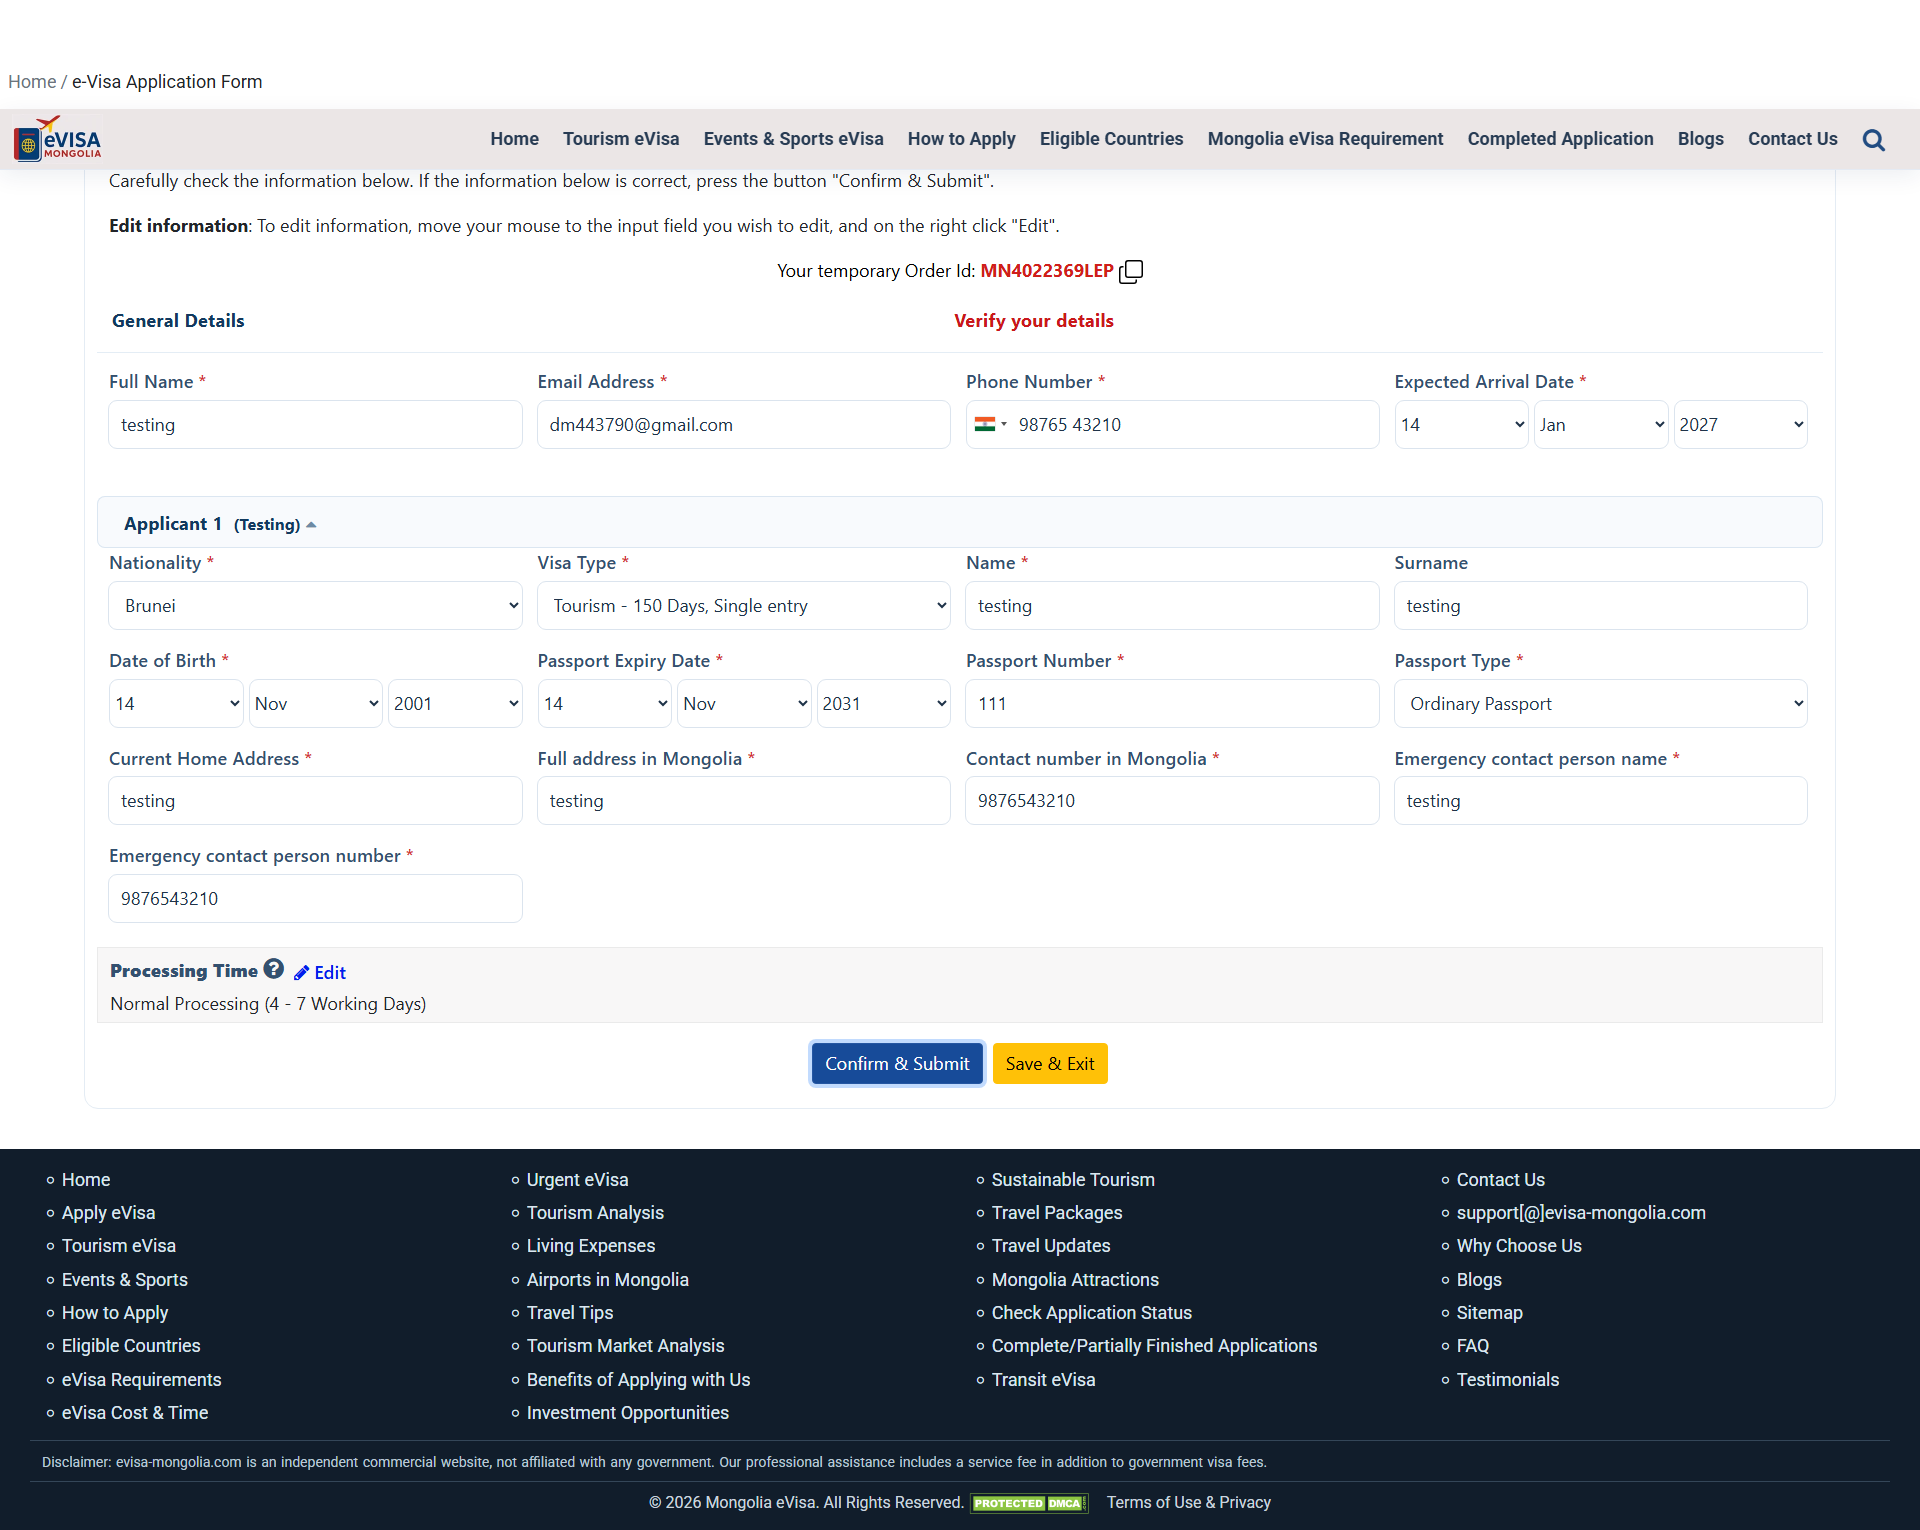 Home / e-Visa Application Form
eVISA
MONGOLIA
Home Tourism eVisa Events & Sports eVisa How to Apply Eligible Countries Mongolia eVisa Requirement Completed Application Blogs Contact Us
Carefully check the information below. If the information below is correct, press the button "Confirm & Submit".
Edit information: To edit information, move your mouse to the input field you wish to edit, and on the right click "Edit".
Your temporary Order Id: MN4022369LEP
General Details Verify your details
Full Name * Email Address * Phone Number * Expected Arrival Date *
testing dm443790@gmail.com 98765 43210 14 Jan 2027
Applicant 1 (Testing)
Nationality * Visa Type * Name * Surname
Brunei Tourism - 150 Days, Single entry testing testing
Date of Birth * Passport Expiry Date * Passport Number * Passport Type *
14 Nov 2001 14 Nov 2031 111 Ordinary Passport
Current Home Address * Full address in Mongolia * Contact number in Mongolia * Emergency contact person name *
testing testing 9876543210 testing
Emergency contact person number *
9876543210
Processing Time ? Edit
Normal Processing (4 - 7 Working Days)
Confirm & Submit Save & Exit
Home Urgent eVisa Sustainable Tourism Contact Us
Apply eVisa Tourism Analysis Travel Packages support[@]evisa-mongolia.com
Tourism eVisa Living Expenses Travel Updates Why Choose Us
Events & Sports Airports in Mongolia Mongolia Attractions Blogs
How to Apply Travel Tips Check Application Status Sitemap
Eligible Countries Tourism Market Analysis Complete/Partially Finished Applications FAQ
eVisa Requirements Benefits of Applying with Us Transit eVisa Testimonials
eVisa Cost & Time Investment Opportunities
Disclaimer: evisa-mongolia.com is an independent commercial website, not affiliated with any government. Our professional assistance includes a service fee in addition to government visa fees.
© 2026 Mongolia eVisa. All Rights Reserved. PROTECTED DMCA Terms of Use & Privacy